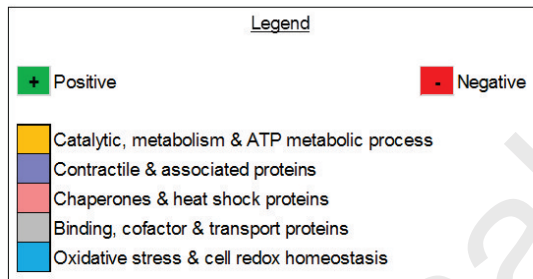 Legend
+ Positive - Negative
Catalytic, metabolism & ATP metabolic process
Contractile & associated proteins
Chaperones & heat shock proteins
Binding, cofactor & transport proteins
Oxidative stress & cell redox homeostasis